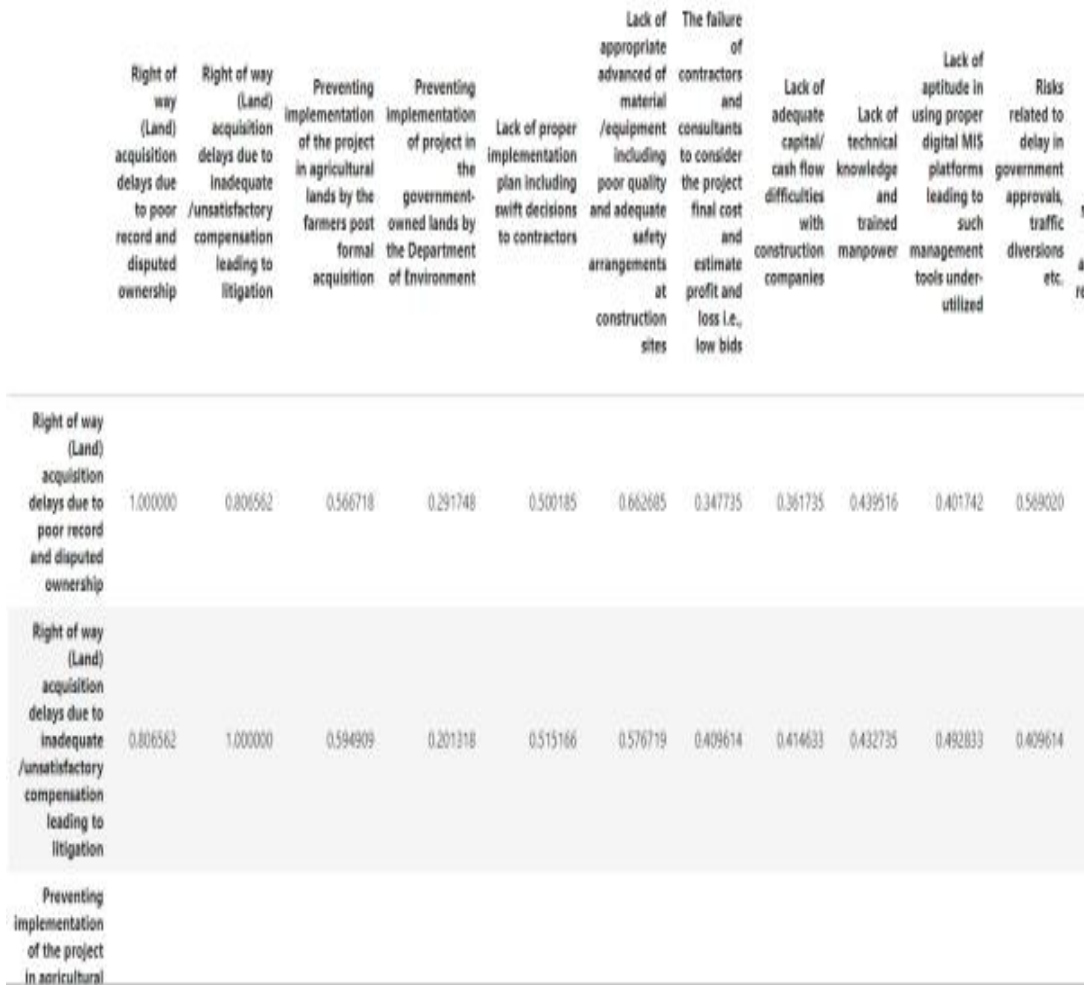 Right of
way
(Land)
acquisition
delays due
to poor
record and
disputed
ownership
Right of way
(Land)
acquisition
delays due to
inadequate
/unsatisfactory
compensation
leading to
litigation
Preventing
implementation
of the project
in agricultural
lands by the
farmers post
formal
acquisition
Preventing
implementation
of project in
the
government-
owned lands by
the Department
of Environment
Lack of proper
implementation
plan including
swift decisions
to contractors
Lack of
appropriate
advanced of
material
/equipment
including
poor quality
and adequate
safety
arrangements
at
construction
sites
The failure
of
contractors
and
consultants
to consider
the project
final cost
and
estimate
profit and
loss i.e.,
low bids
Lack of
adequate
capital/
cash flow
difficulties
with
construction
companies
Lack of
technical
knowledge
and
trained
manpower
Lack of
aptitude in
using proper
digital MIS
platforms
leading to
such
management
tools under-
utilized
Risks
related to
delay in
government
approvals,
traffic
diversions
etc.
Right of way
(Land)
acquisition
delays due to
poor record
and disputed
ownership
1.000000 0.806562 0.566718 0.291748 0.500185 0.662685 0.347735 0.361735 0.439516 0.401742 0.569020
Right of way
(Land)
acquisition
delays due to
inadequate
/unsatisfactory
compensation
leading to
litigation
0.806562 1.000000 0.594909 0.201318 0.515166 0.576719 0.409614 0.414633 0.432735 0.492833 0.409614
Preventing
implementation
of the project
in agricultural